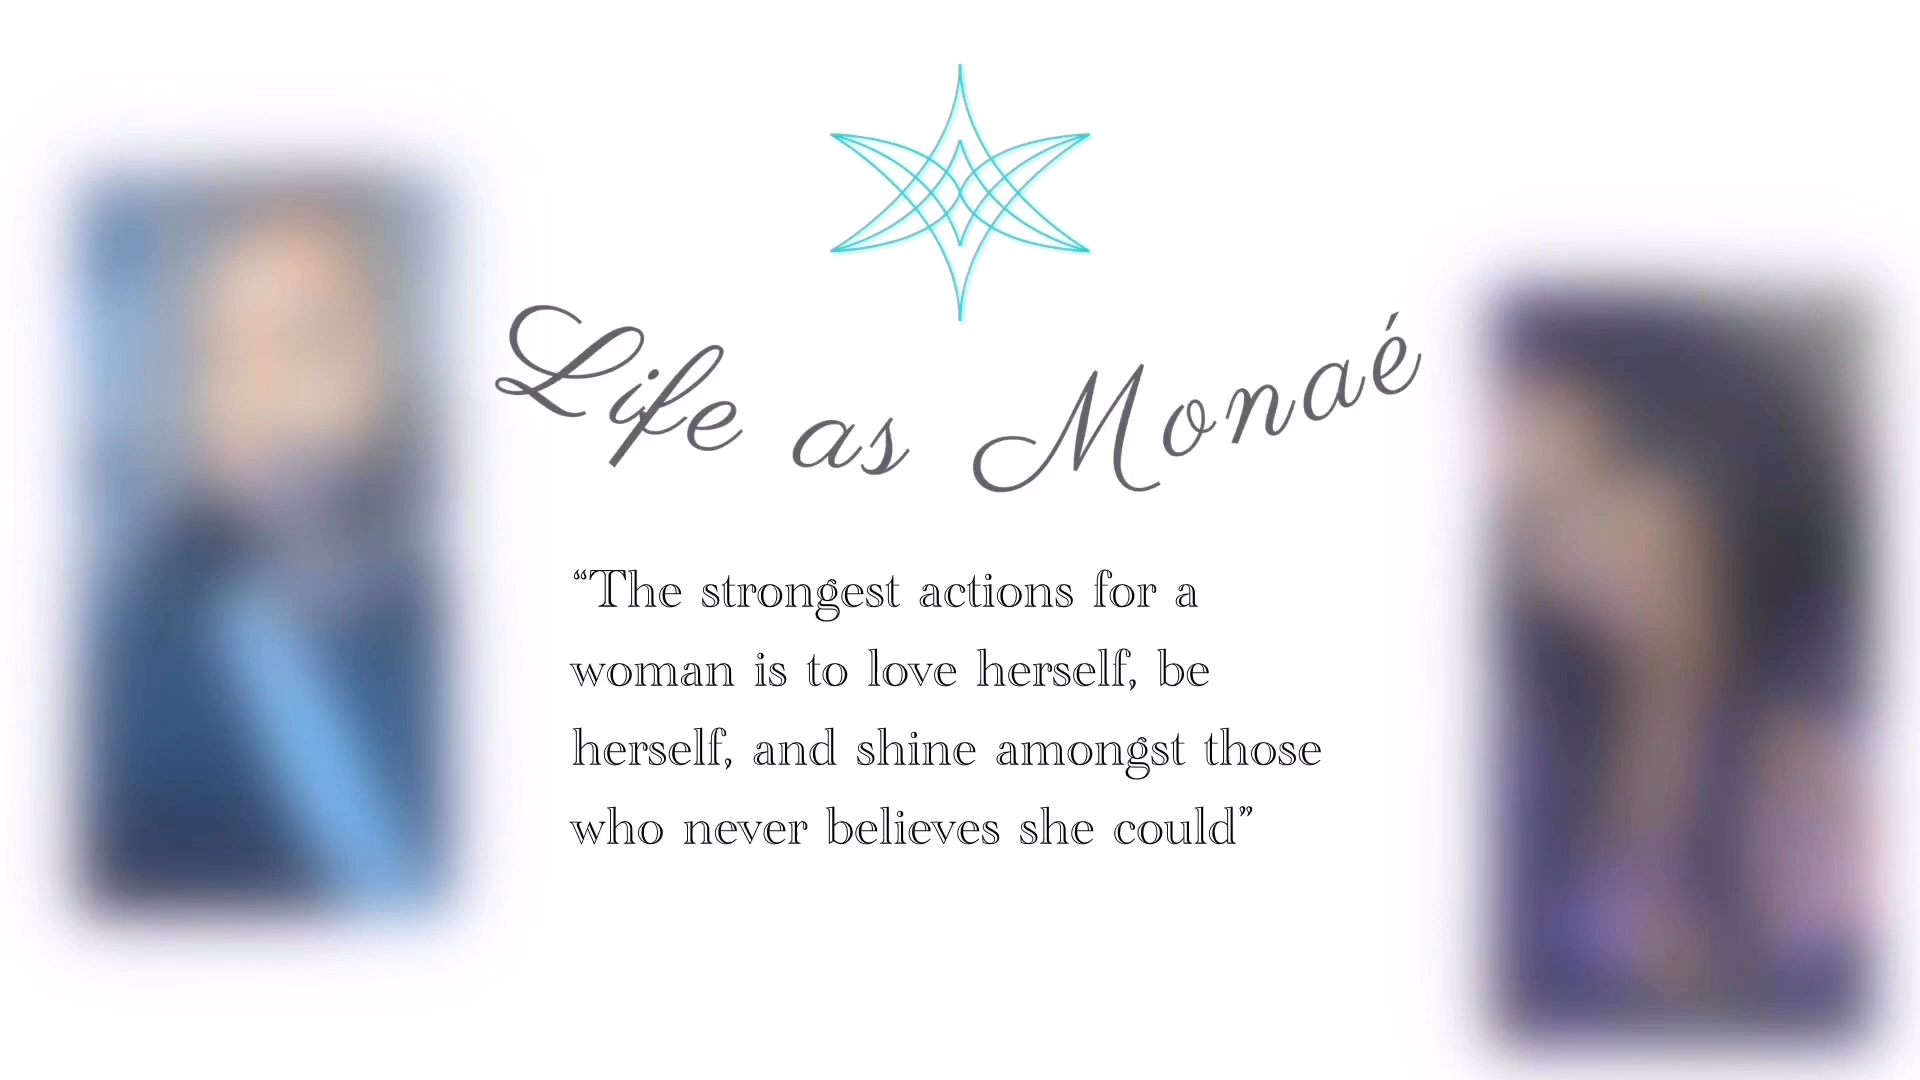 Life as Monaé
“The strongest actions for a
woman is to love herself, be
herself, and shine amongst those
who never believes she could”